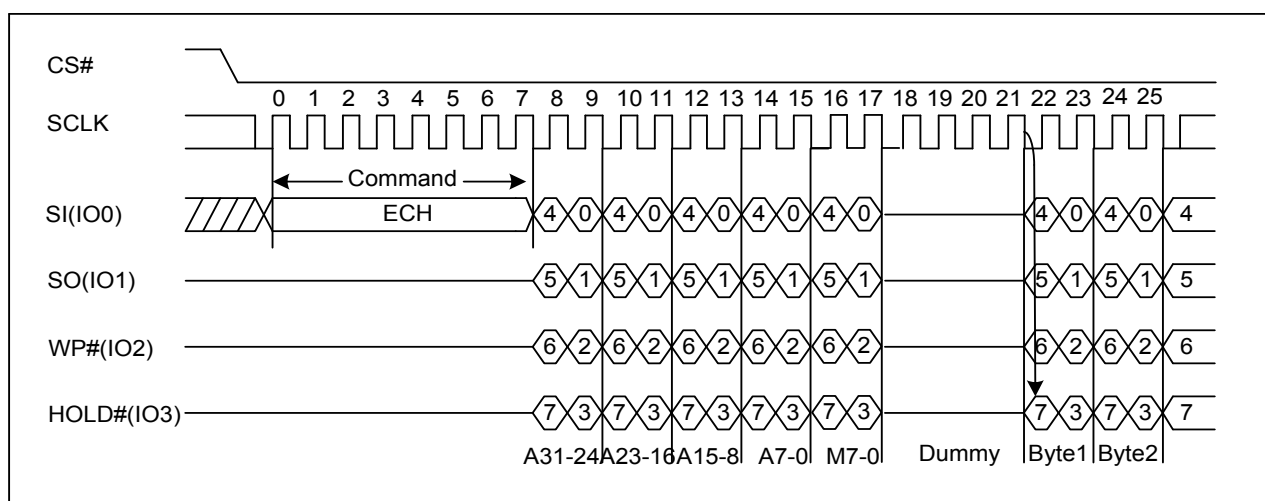 CS#
0 1 2 3 4 5 6 7 8 9 10 11 12 13 14 15 16 17 18 19 20 21 22 23 24 25
SCLK
Command
SI(IO0) ECH 4 0 4 0 4 0 4 0 4 0 4 0 4 0 4
SO(IO1) 5 1 5 1 5 1 5 1 5 1 5 1 5 1 5
WP#(IO2) 6 2 6 2 6 2 6 2 6 2 6 2 6 2 6
HOLD#(IO3) 7 3 7 3 7 3 7 3 7 3 7 3 7 3 7
A31-24 A23-16 A15-8 A7-0 M7-0 Dummy Byte1 Byte2